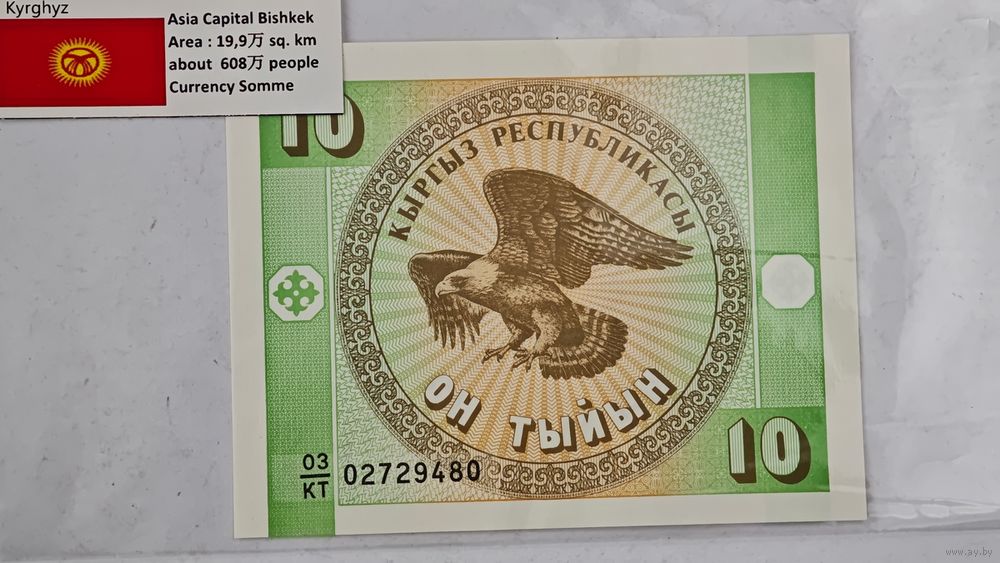 Kyrghyz
Asia Capital Bishkek
Area : 19,9万 sq. km
about 608万 people
Currency Somme
10
КЫРГЫЗ РЕСПУБЛИКАСЫ
ОН ТЫЙЫН
10
03
КТ
02729480
www.ay.by